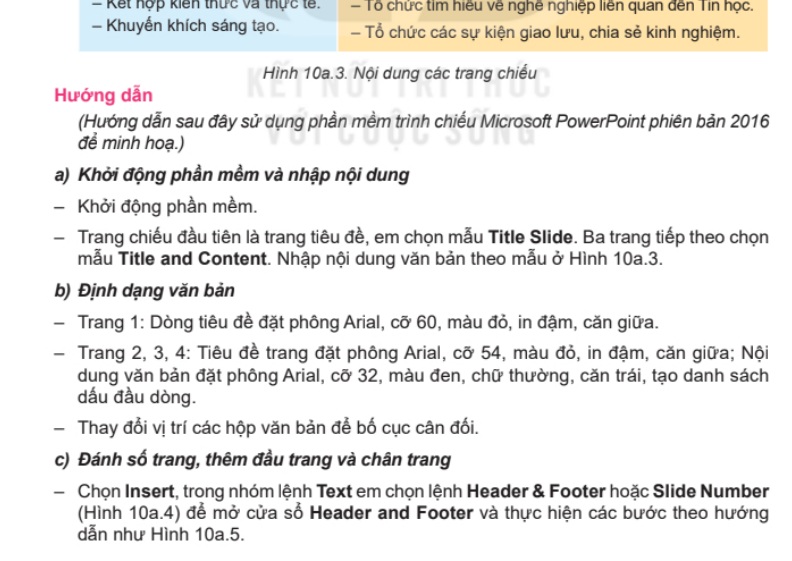 – Kết hợp kiến thức và thực tế.
– Khuyến khích sáng tạo.
– Tổ chức tìm hiểu về nghề nghiệp liên quan đến Tin học.
– Tổ chức các sự kiện giao lưu, chia sẻ kinh nghiệm.
Hình 10a.3. Nội dung các trang chiếu
KẾT NỐI TRI THỨC
VỚI CUỘC SỐNG
Hướng dẫn
(Hướng dẫn sau đây sử dụng phần mềm trình chiếu Microsoft PowerPoint phiên bản 2016
để minh hoạ.)
a) Khởi động phần mềm và nhập nội dung
– Khởi động phần mềm.
– Trang chiếu đầu tiên là trang tiêu đề, em chọn mẫu Title Slide. Ba trang tiếp theo chọn
mẫu Title and Content. Nhập nội dung văn bản theo mẫu ở Hình 10a.3.
b) Định dạng văn bản
– Trang 1: Dòng tiêu đề đặt phông Arial, cỡ 60, màu đỏ, in đậm, căn giữa.
– Trang 2, 3, 4: Tiêu đề trang đặt phông Arial, cỡ 54, màu đỏ, in đậm, căn giữa; Nội
dung văn bản đặt phông Arial, cỡ 32, màu đen, chữ thường, căn trái, tạo danh sách
dấu đầu dòng.
– Thay đổi vị trí các hộp văn bản để bố cục cân đối.
c) Đánh số trang, thêm đầu trang và chân trang
– Chọn Insert, trong nhóm lệnh Text em chọn lệnh Header & Footer hoặc Slide Number
(Hình 10a.4) để mở cửa sổ Header and Footer và thực hiện các bước theo hướng
dẫn như Hình 10a.5.